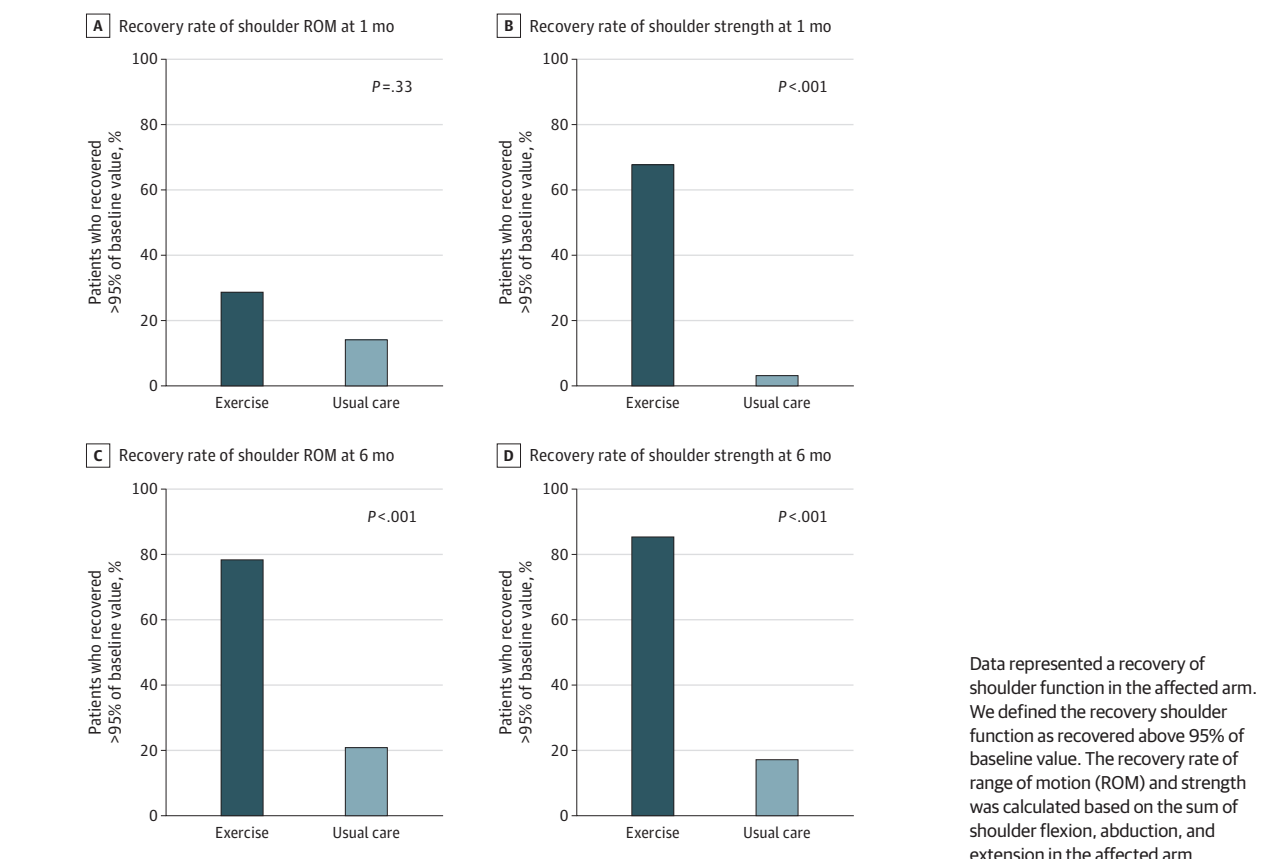 A Recovery rate of shoulder ROM at 1 mo
100
80
60
40
20
0
Patients who recovered
>95% of baseline value, %
P=.33
Exercise
Usual care
B Recovery rate of shoulder strength at 1 mo
100
80
60
40
20
0
Patients who recovered
>95% of baseline value, %
P<.001
Exercise
Usual care
C Recovery rate of shoulder ROM at 6 mo
100
80
60
40
20
0
Patients who recovered
>95% of baseline value, %
P<.001
Exercise
Usual care
D Recovery rate of shoulder strength at 6 mo
100
80
60
40
20
0
Patients who recovered
>95% of baseline value, %
P<.001
Exercise
Usual care
Data represented a recovery of
shoulder function in the affected arm.
We defined the recovery shoulder
function as recovered above 95% of
baseline value. The recovery rate of
range of motion (ROM) and strength
was calculated based on the sum of
shoulder flexion, abduction, and
extension in the affected arm